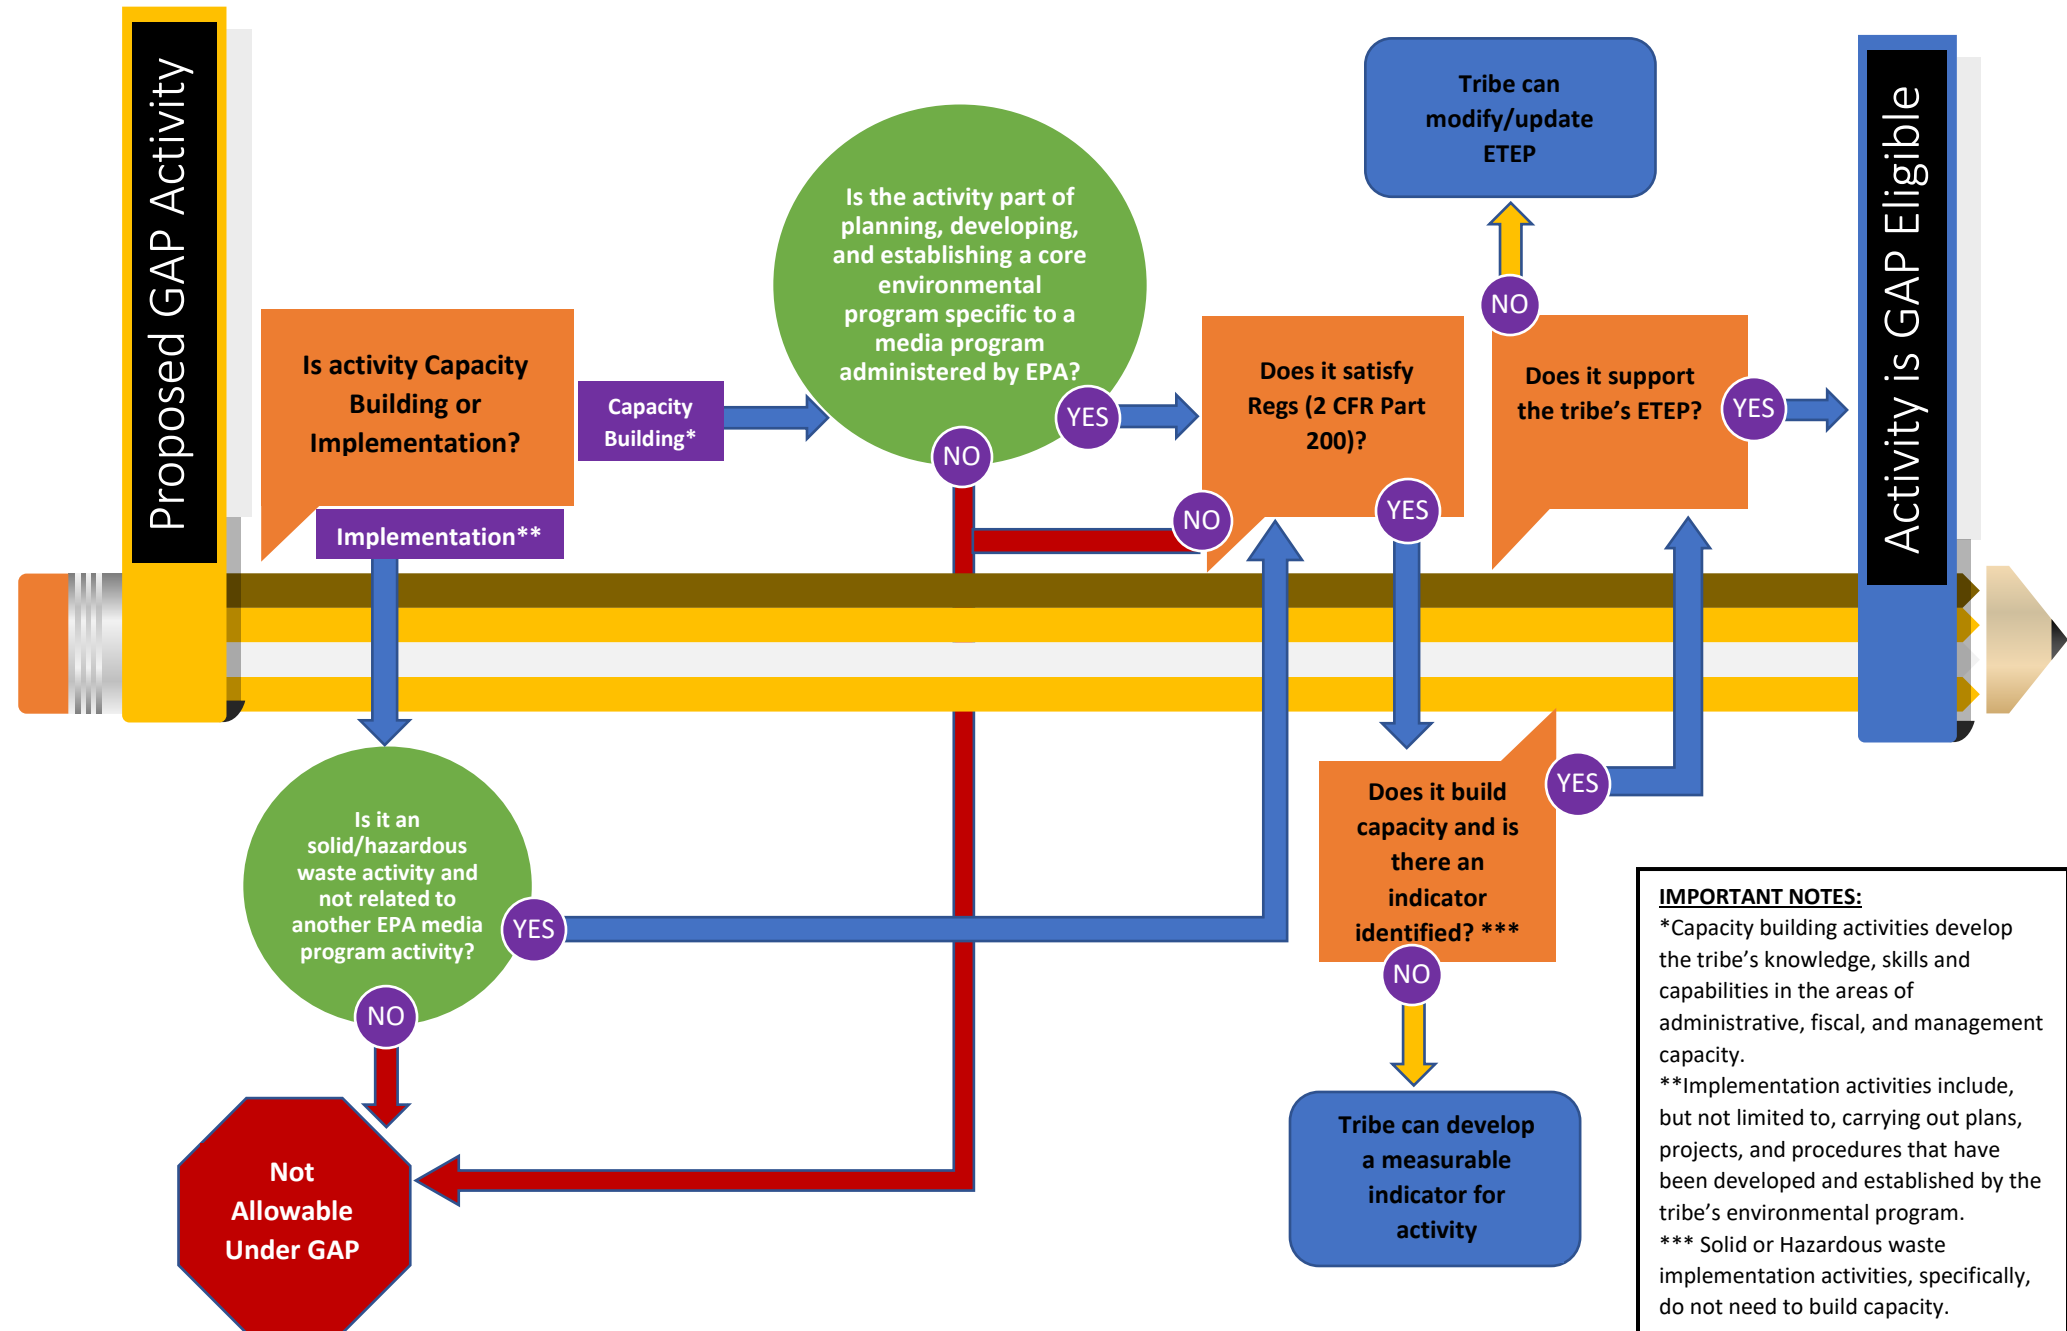 Proposed GAP Activity
Is activity Capacity
Building or
Implementation?
Capacity
Building*
Implementation**
Is the activity part of
planning, developing,
and establishing a core
environmental
program specific to a
media program
administered by EPA?
YES
NO
Does it satisfy
Regs (2 CFR Part
200)?
NO
YES
Tribe can
modify/update
ETEP
NO
Does it support
the tribe's ETEP?
YES
Activity is GAP Eligible
Is it an
solid/hazardous
waste activity and
not related to
another EPA media
program activity?
YES
NO
Not
Allowable
Under GAP
Does it build
capacity and is
there an
indicator
identified? ***
YES
NO
Tribe can develop
a measurable
indicator for
activity
IMPORTANT NOTES:
*Capacity building activities develop
the tribe's knowledge, skills and
capabilities in the areas of
administrative, fiscal, and management
capacity.
**Implementation activities include,
but not limited to, carrying out plans,
projects, and procedures that have
been developed and established by the
tribe's environmental program.
*** Solid or Hazardous waste
implementation activities, specifically,
do not need to build capacity.